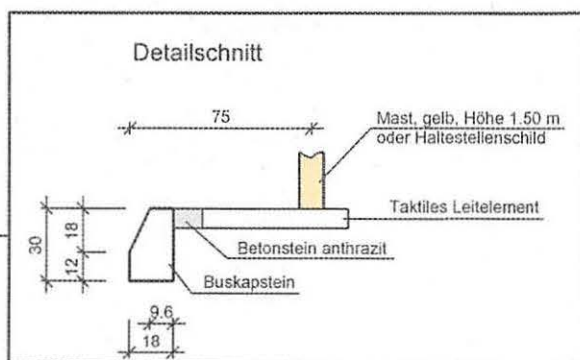 Detailschnitt
75
Mast, gelb, Höhe 1.50 m
oder Haltestellenschild
Taktiles Leitelement
Betonstein anthrazit
Buskapstein
30
18
12
9.6
18